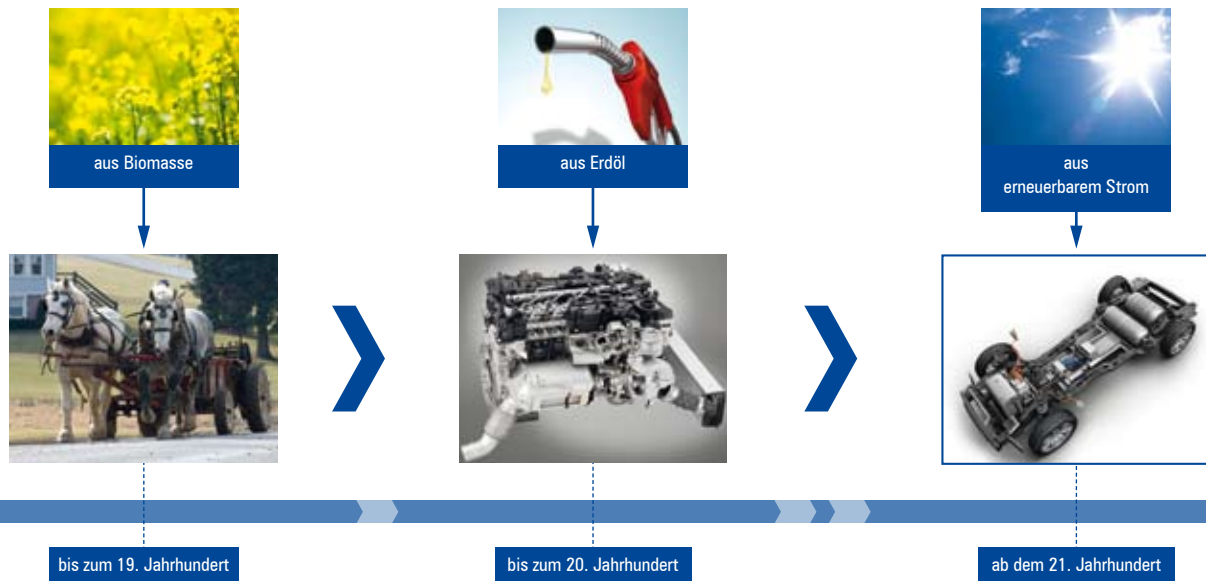 aus Biomasse
aus Erdöl
aus
erneuerbarem Strom
bis zum 19. Jahrhundert
bis zum 20. Jahrhundert
ab dem 21. Jahrhundert